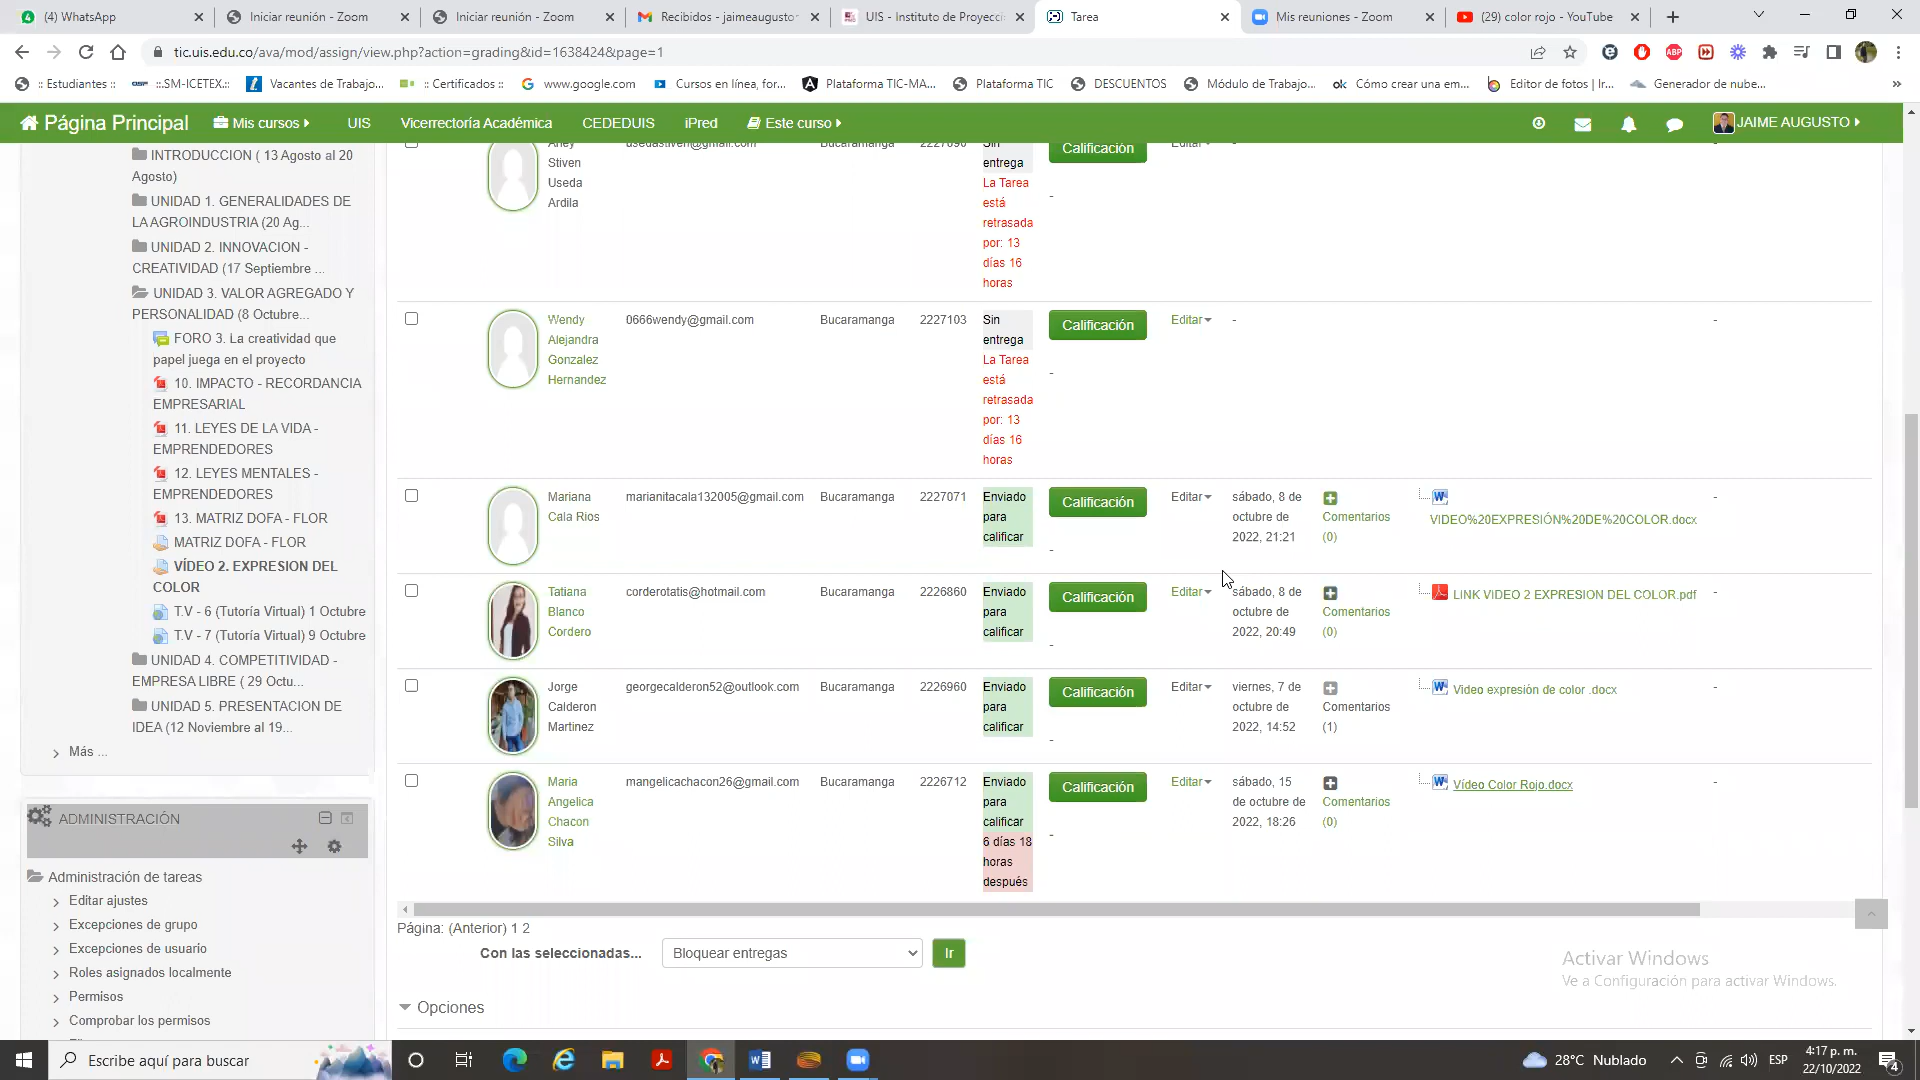 (4) WhatsApp
Iniciar reunión - Zoom
Iniciar reunión - Zoom
Recibidos - jaimeaugusto
UIS - Instituto de Proyecci
Tarea
Mis reuniones - Zoom
(29) color rojo - YouTube
tic.uis.edu.co/ava/mod/assign/view.php?action=grading&id=1638424&page=1
:: Estudiantes ::
::.SM-ICETEX.::
Vacantes de Trabajo...
:: Certificados ::
www.google.com
Cursos en línea, for...
Plataforma TIC-MA...
Plataforma TIC
DESCUENTOS
Módulo de Trabajo...
Cómo crear una em...
Editor de fotos | Ir...
Generador de nube...
»
Página Principal
Mis cursos
UIS
Vicerrectoría Académica
CEDEDUIS
iPred
Este curso
JAIME AUGUSTO
INTRODUCCION ( 13 Agosto al 20
Agosto)
UNIDAD 1. GENERALIDADES DE
LA AGROINDUSTRIA (20 Ag...
UNIDAD 2. INNOVACION -
CREATIVIDAD (17 Septiembre ...
UNIDAD 3. VALOR AGREGADO Y
PERSONALIDAD (8 Octubre...
FORO 3. La creatividad que
papel juega en el proyecto
10. IMPACTO - RECORDANCIA
EMPRESARIAL
11. LEYES DE LA VIDA -
EMPRENDEDORES
12. LEYES MENTALES -
EMPRENDEDORES
13. MATRIZ DOFA - FLOR
MATRIZ DOFA - FLOR
VÍDEO 2. EXPRESION DEL
COLOR
T.V - 6 (Tutoría Virtual) 1 Octubre
T.V - 7 (Tutoría Virtual) 9 Octubre
UNIDAD 4. COMPETITIVIDAD -
EMPRESA LIBRE ( 29 Octu...
UNIDAD 5. PRESENTACION DE
IDEA (12 Noviembre al 19...
Más ...
ADMINISTRACIÓN
Administración de tareas
Editar ajustes
Excepciones de grupo
Excepciones de usuario
Roles asignados localmente
Permisos
Comprobar los permisos
Stiven
Useda
Ardila
usedastiven@gmail.com
Bucaramanga
2227090
Sin
entrega
La Tarea
está
retrasada
por: 13
días 16
horas
Calificación
-
Editar
-
-
Wendy
Alejandra
Gonzalez
Hernandez
0666wendy@gmail.com
Bucaramanga
2227103
Sin
entrega
La Tarea
está
retrasada
por: 13
días 16
horas
Calificación
-
Editar
-
-
Mariana
Cala Rios
marianitacala132005@gmail.com
Bucaramanga
2227071
Enviado
para
calificar
Calificación
-
Editar
sábado, 8 de
octubre de
2022, 21:21
Comentarios
(0)
VIDEO%20EXPRESIÓN%20DE%20COLOR.docx
-
Tatiana
Blanco
Cordero
corderotatis@hotmail.com
Bucaramanga
2226860
Enviado
para
calificar
Calificación
-
Editar
sábado, 8 de
octubre de
2022, 20:49
Comentarios
(0)
LINK VIDEO 2 EXPRESION DEL COLOR.pdf
-
Jorge
Calderon
Martinez
georgecalderon52@outlook.com
Bucaramanga
2226960
Enviado
para
calificar
Calificación
-
Editar
viernes, 7 de
octubre de
2022, 14:52
Comentarios
(1)
Video expresión de color .docx
-
Maria
Angelica
Chacon
Silva
mangelicachacon26@gmail.com
Bucaramanga
2226712
Enviado
para
calificar
6 días 18
horas
después
Calificación
-
Editar
sábado, 15
de octubre de
2022, 18:26
Comentarios
(0)
Vídeo Color Rojo.docx
-
Página: (Anterior) 1 2
Con las seleccionadas...
Bloquear entregas
Ir
Opciones
Activar Windows
Ve a Configuración para activar Windows.
Escribe aquí para buscar
28°C Nublado
ESP
4:17 p. m.
22/10/2022
4